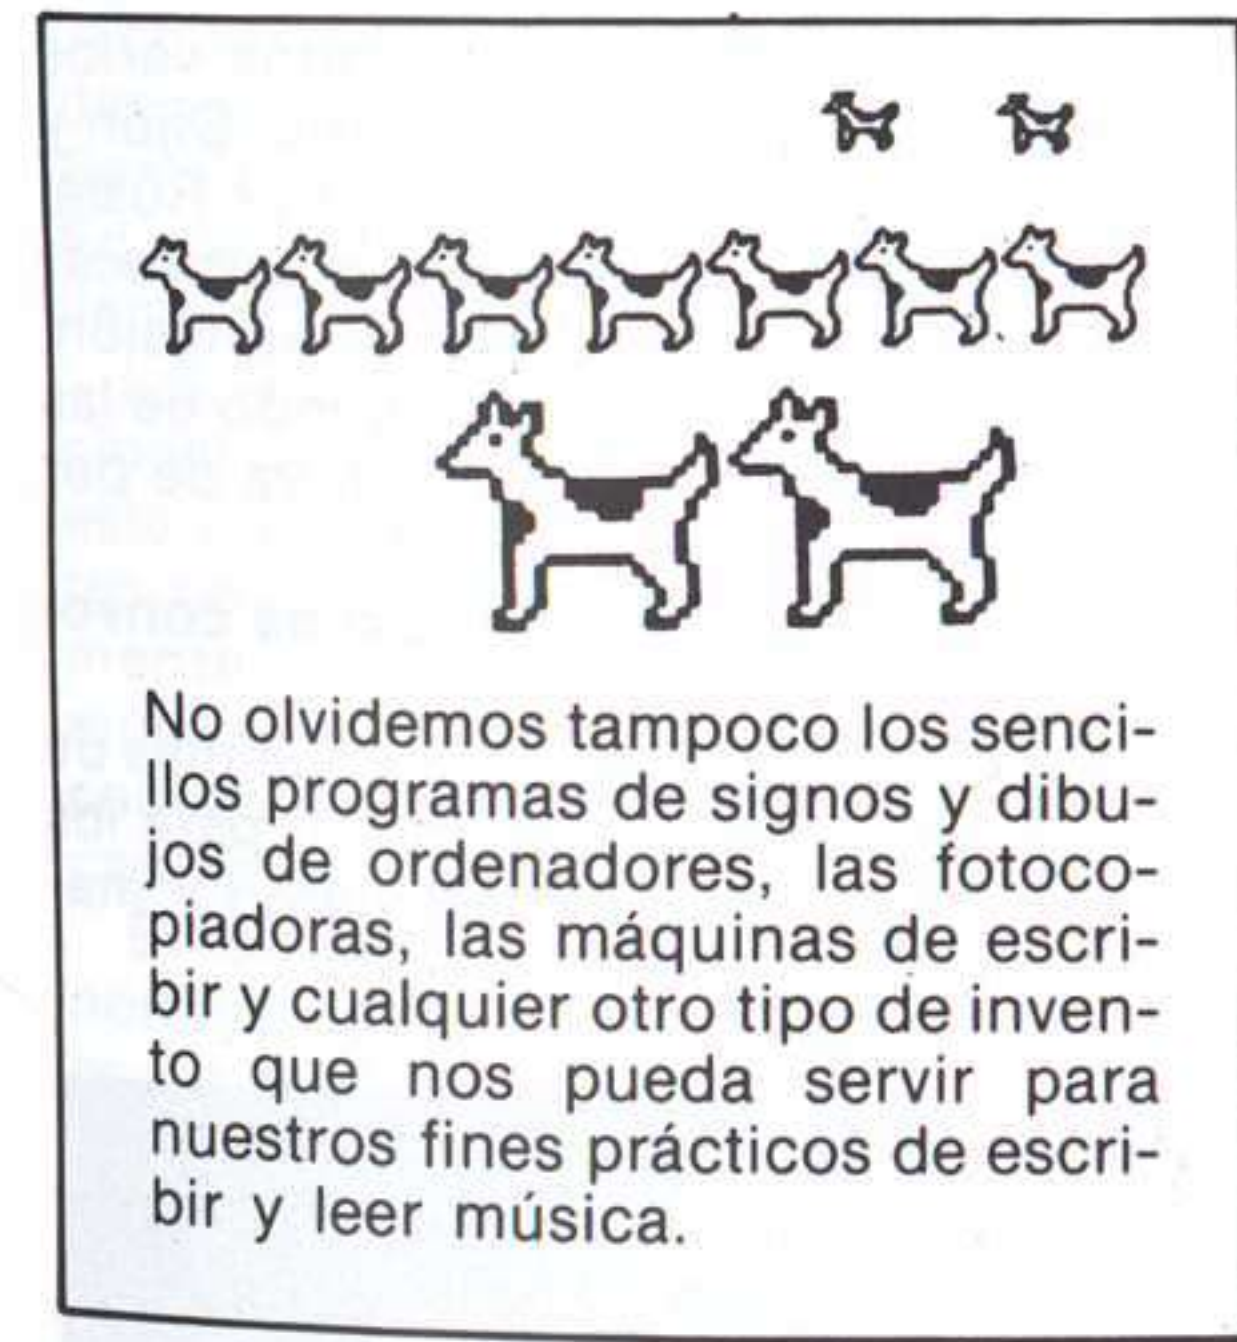 No olvidemos tampoco los senci-
llos programas de signos y dibu-
jos de ordenadores, las fotoco-
piadoras, las máquinas de escri-
bir y cualquier otro tipo de inven-
to que nos pueda servir para
nuestros fines prácticos de escri-
bir y leer música.